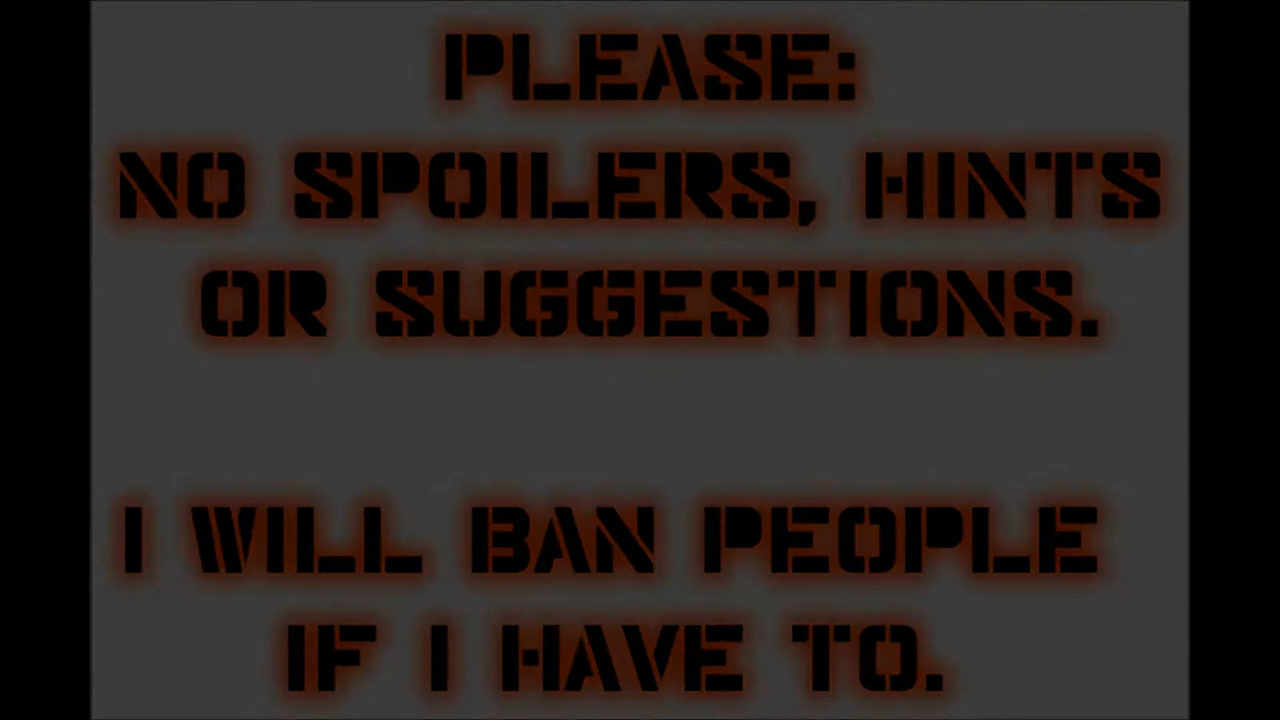 PLEASE:
NO SPOILERS, HINTS
OR SUGGESTIONS.
I WILL BAN PEOPLE
IF I HAVE TO.